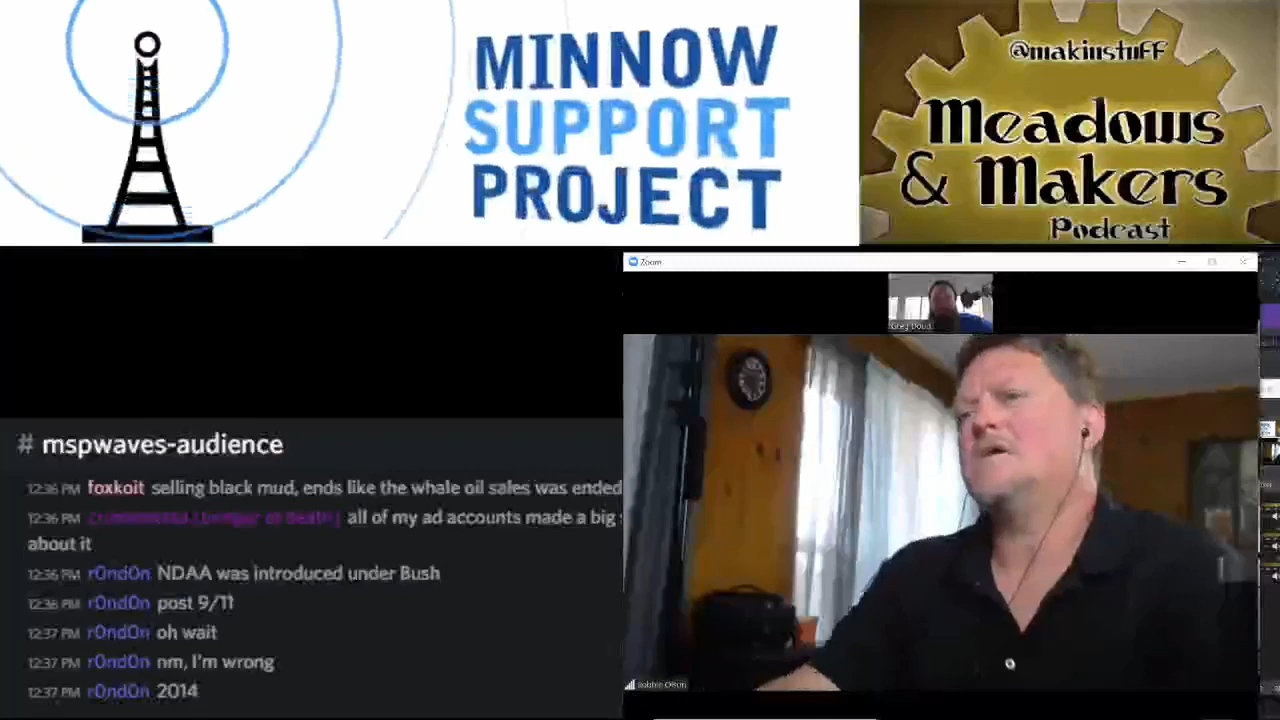 MINNOW
SUPPORT
PROJECT
@makinstuff
Meadows
& Makers
Podcast
Zoom
Greg Doud
# mspwaves-audience
12:36 PM foxkoit selling black mud, ends like the whale oil sales was ended
12:36 PM all of my ad accounts made a big
about it
12:36 PM r0nd0n NDAA was introduced under Bush
12:36 PM r0nd0n post 9/11
12:37 PM r0nd0n oh wait
12:37 PM r0nd0n nm, I'm wrong
12:37 PM r0nd0n 2014